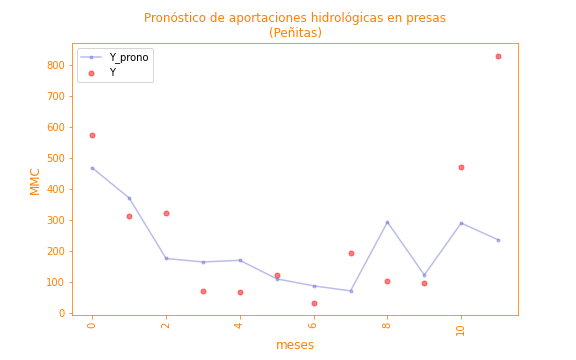 Pronóstico de aportaciones hidrológicas en presas
(Peñitas)
Y_prono
Y
800
700
600
500
400
300
200
100
0
MMC
0 2 4 6 8 10
meses